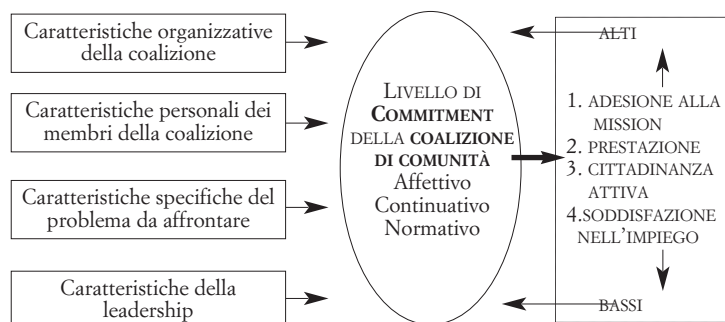 Caratteristiche organizzative
della coalizione
Caratteristiche personali dei
membri della coalizione
Caratteristiche specifiche del
problema da affrontare
Caratteristiche della
leadership
LIVELLO DI
COMMITMENT
DELLA COALIZIONE
DI COMUNITÀ
Affettivo
Continuativo
Normativo
ALTI
1. ADESIONE ALLA
MISSION
2. PRESTAZIONE
3. CITTADINANZA
ATTIVA
4.SODDISFAZIONE
NELL'IMPIEGO
BASSI